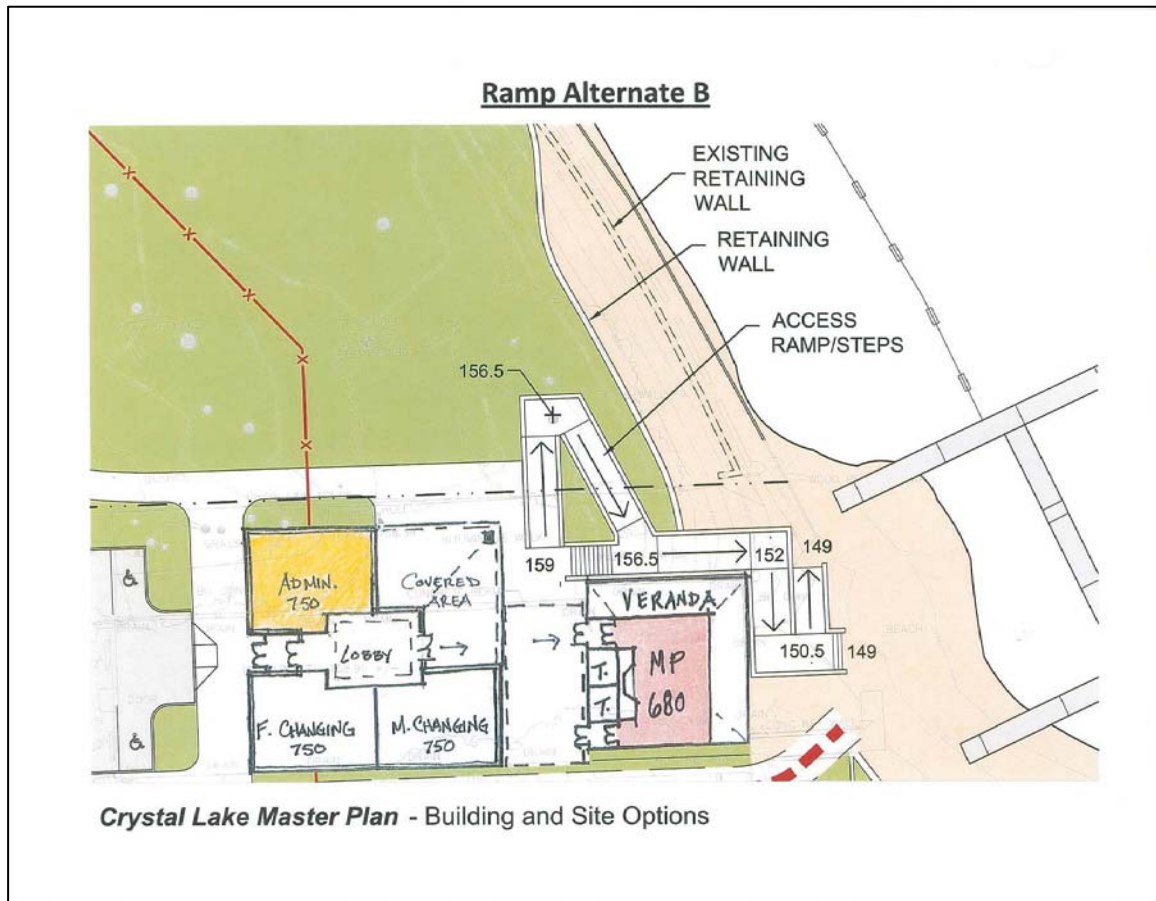 Ramp Alternate B
EXISTING
RETAINING
WALL
RETAINING
WALL
ACCESS
RAMP/STEPS
156.5
159
156.5
152
149
ADMIN.
750
COVERED
AREA
VERANDA
LOBBY
T.
T.
MP
680
150.5
149
F. CHANGING
750
M. CHANGING
750
Crystal Lake Master Plan - Building and Site Options